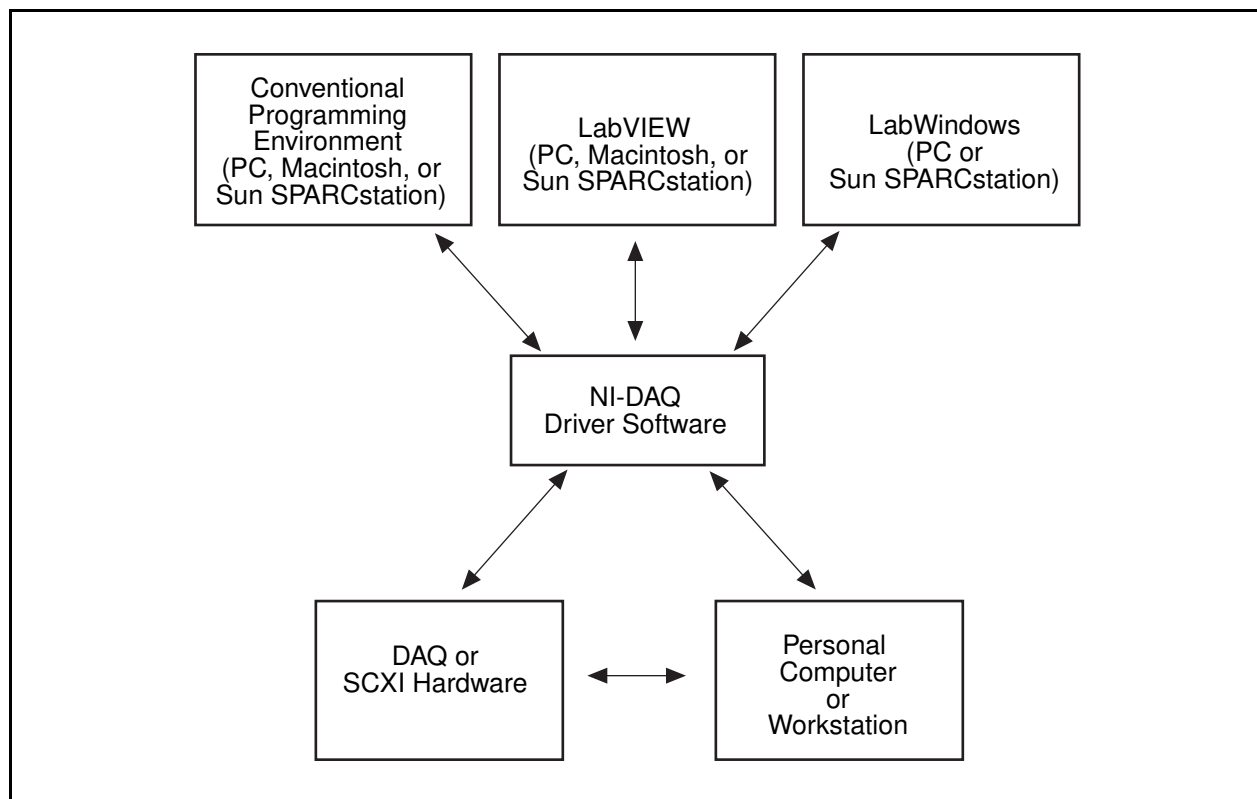 Conventional
Programming
Environment
(PC, Macintosh, or
Sun SPARCstation)
LabVIEW
(PC, Macintosh, or
Sun SPARCstation)
LabWindows
(PC or
Sun SPARCstation)
NI-DAQ
Driver Software
DAQ or
SCXI Hardware
Personal
Computer
or
Workstation